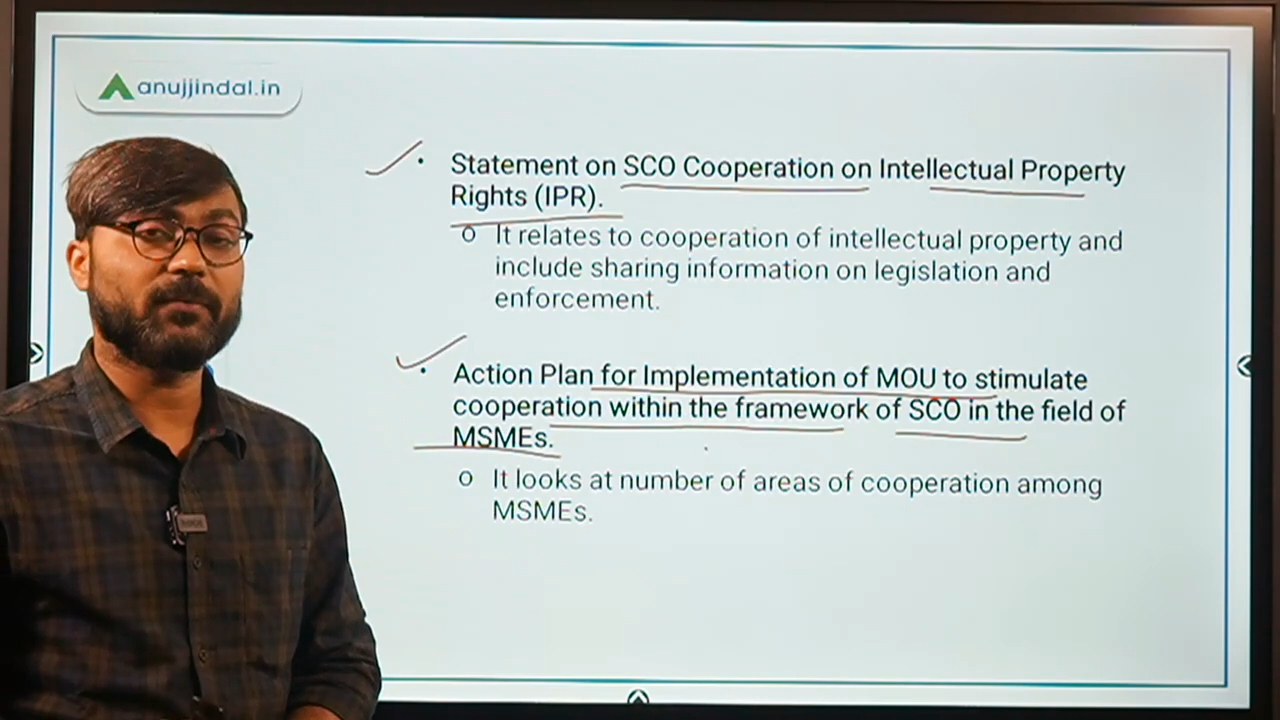 anujjindal.in
• Statement on SCO Cooperation on Intellectual Property
Rights (IPR).
o It relates to cooperation of intellectual property and
include sharing information on legislation and
enforcement.
• Action Plan for Implementation of MOU to stimulate
cooperation within the framework of SCO in the field of
MSMEs.
o It looks at number of areas of cooperation among
MSMEs.